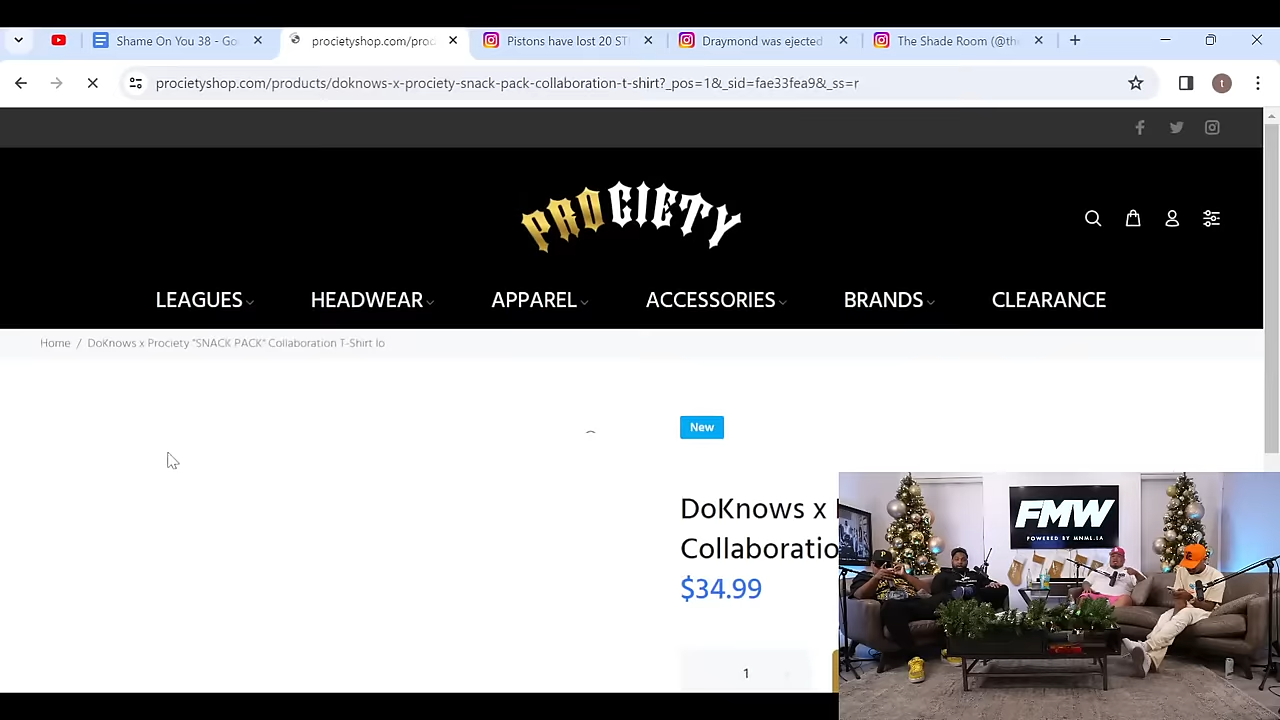 Shame On You 38 - Go
procietyshop.com/proc
Pistons have lost 20 ST
Draymond was ejected
The Shade Room (@th
procietyshop.com/products/doknows-x-prociety-snack-pack-collaboration-t-shirt?_pos=1&_sid=fae33fea9&_ss=r
t
PROCIETY
LEAGUES
HEADWEAR
APPAREL
ACCESSORIES
BRANDS
CLEARANCE
Home / DoKnows x Prociety "SNACK PACK" Collaboration T-Shirt lo
New
DoKnows x
Collaboratio
$34.99
1
FMW
POWERED BY MNML.LA